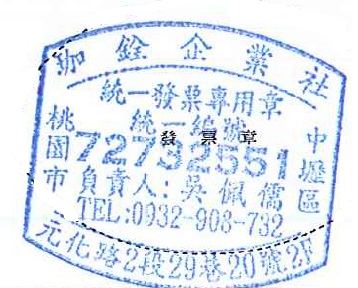 珈銓企業社
統一發票專用章
統一編號
發票章
72732551
負責人:吳佩儒
TEL:0932-908-732
桃園市
中壢區
元化路2段29巷20號2F